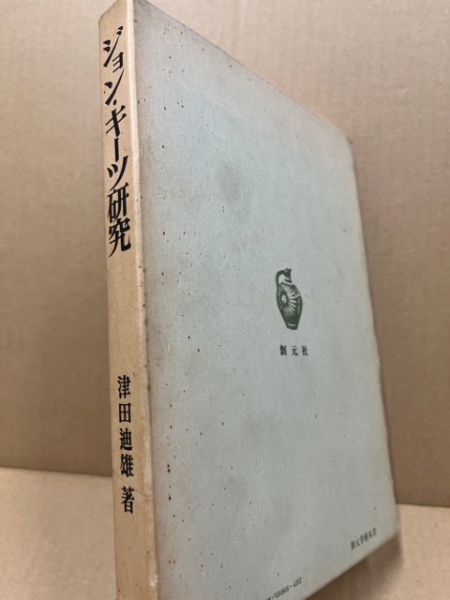 ジョン・キーツ研究
津田迪雄 著
創元社